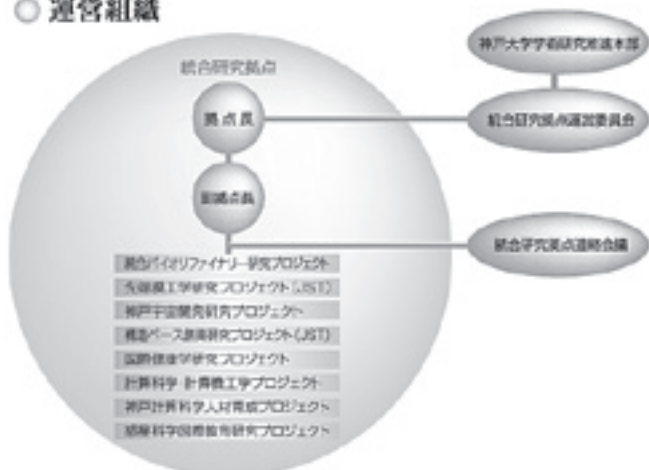 運営組織
統合研究拠点
拠点長
副拠点長
神戸大学学術研究推進本部
統合研究拠点運営委員会
統合研究拠点連絡会議
統合バイオリファイナリー研究プロジェクト
先端膜工学研究プロジェクト(JST)
神戸宇宙開発研究プロジェクト
構造ベース創薬研究プロジェクト(JST)
国際健康学研究プロジェクト
計算科学・計算機工学プロジェクト
神戸計算科学人材育成プロジェクト
感染科学国際教育研究プロジェクト